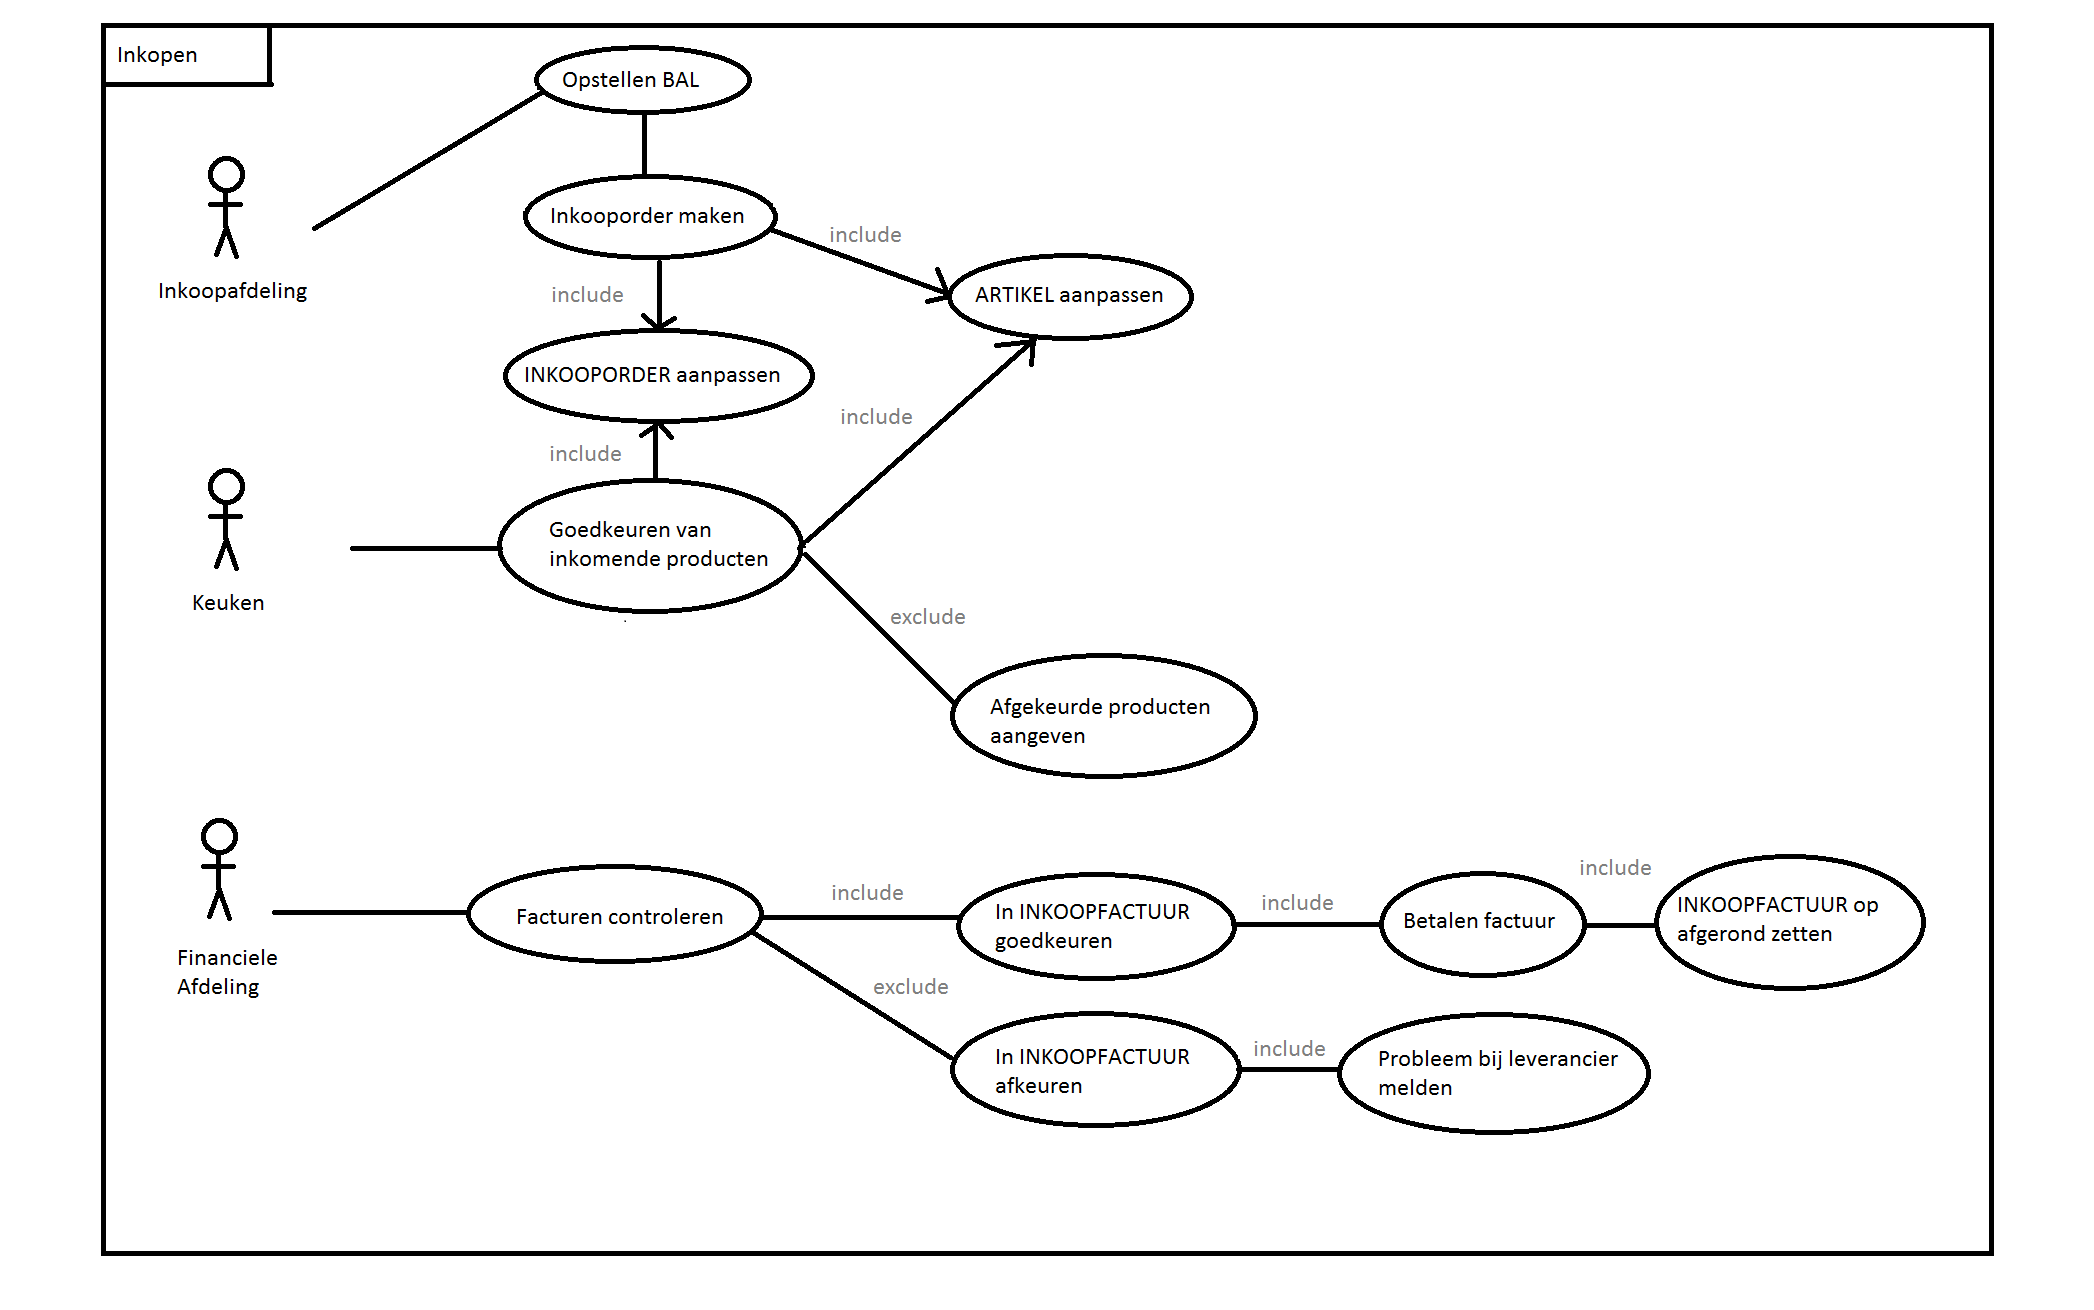 Inkopen
Opstellen BAL
Inkooporder maken
include
Inkoopafdeling
include
ARTIKEL aanpassen
INKOOPORDER aanpassen
include
include
Goedkeuren van
inkomende producten
Keuken
exclude
Afgekeurde producten
aangeven
include
include
include
In INKOOPFACTUUR
goedkeuren
Betalen factuur
INKOOPFACTUUR op
afgerond zetten
Facturen controleren
Financiele
Afdeling
exclude
In INKOOPFACTUUR
afkeuren
include
Probleem bij leverancier
melden